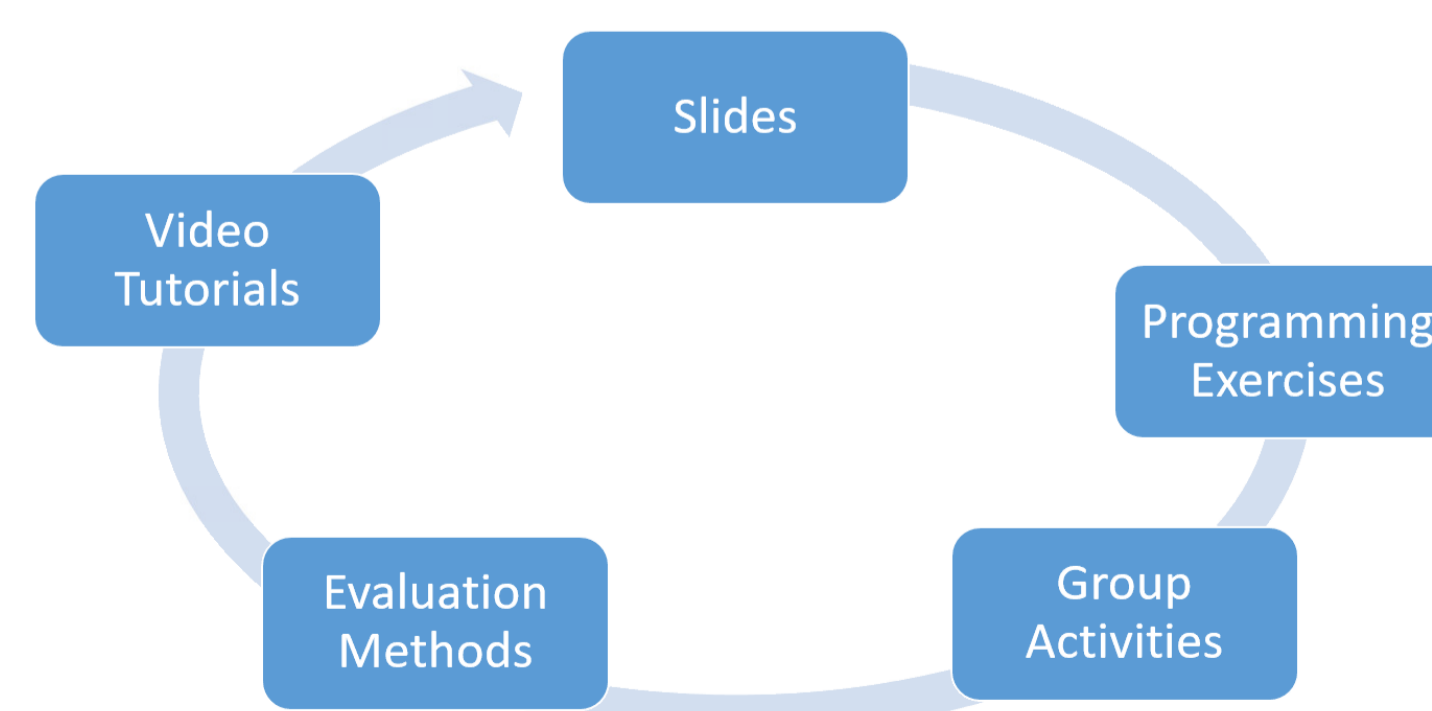 Slides
Programming
Exercises
Group
Activities
Evaluation
Methods
Video
Tutorials